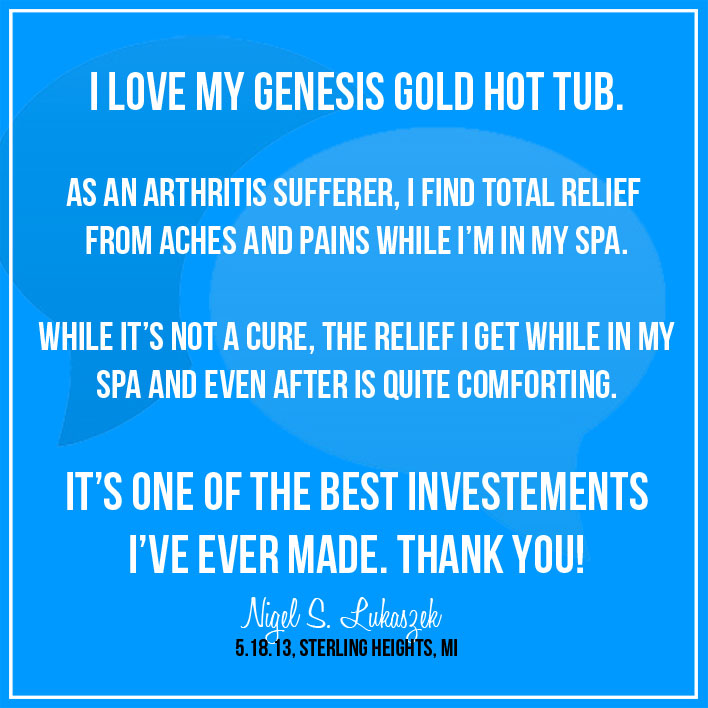 I LOVE MY GENESIS GOLD HOT TUB.
AS AN ARTHRITIS SUFFERER, I FIND TOTAL RELIEF
FROM ACHES AND PAINS WHILE I'M IN MY SPA.
WHILE IT'S NOT A CURE, THE RELIEF I GET WHILE IN MY
SPA AND EVEN AFTER IS QUITE COMFORTING.
IT'S ONE OF THE BEST INVESTEMENTS
I'VE EVER MADE. THANK YOU!
Nigel S. Lukaszek
5.18.13, STERLING HEIGHTS, MI